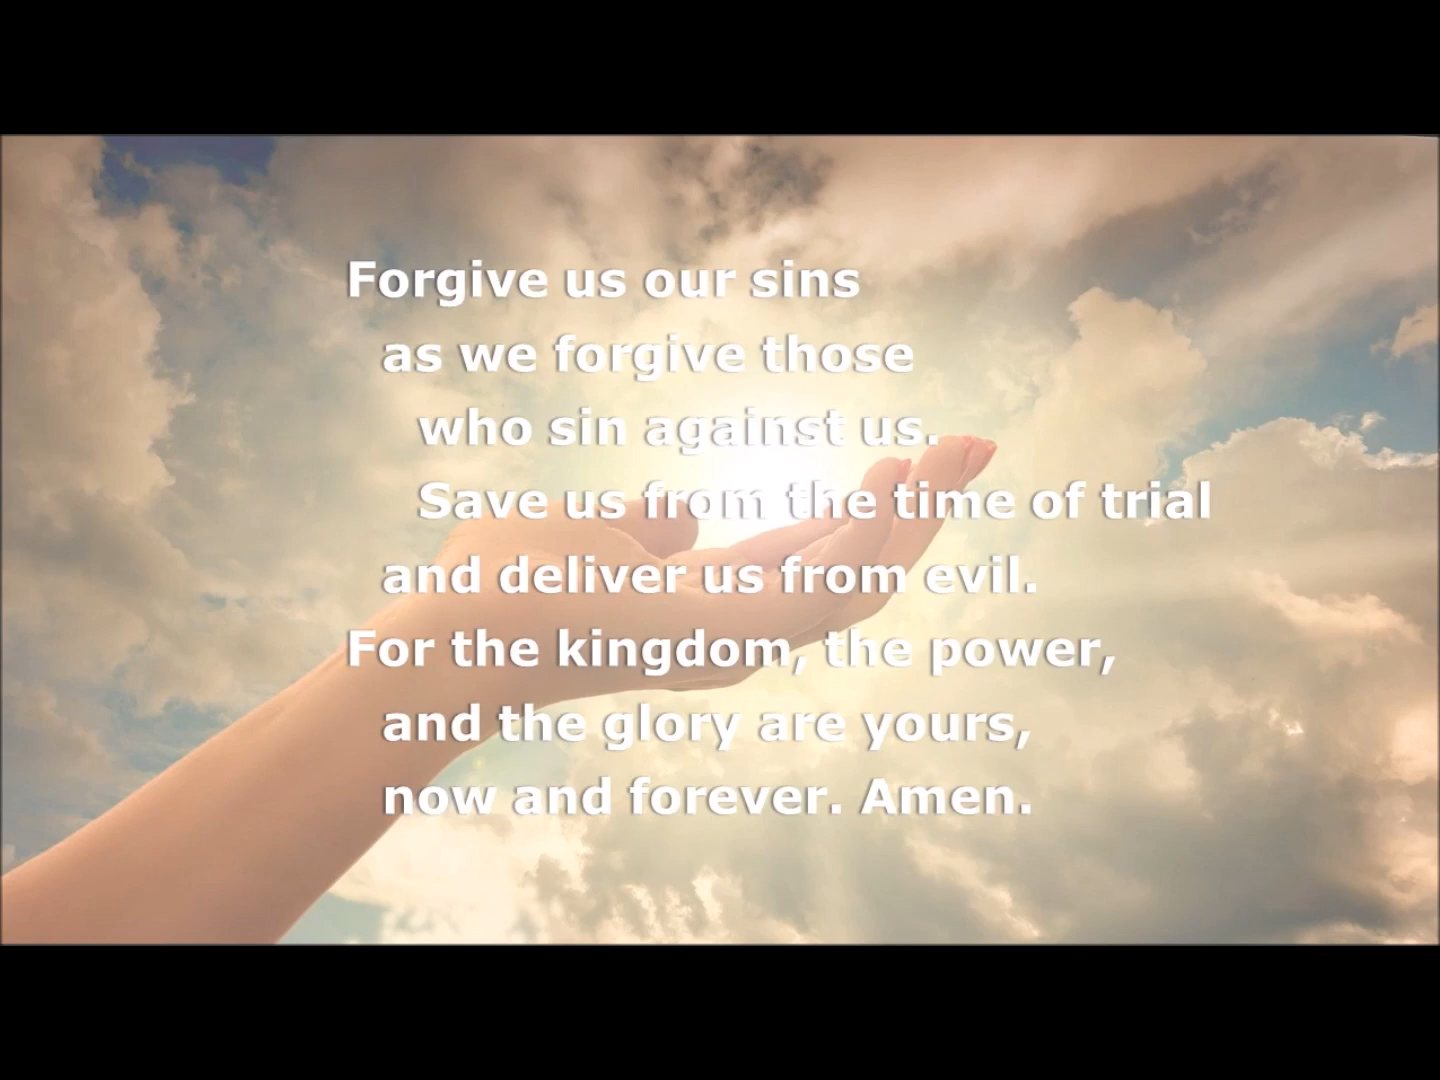 Forgive us our sins
as we forgive those
who sin against us.
Save us from the time of trial
and deliver us from evil.
For the kingdom, the power,
and the glory are yours,
now and forever. Amen.